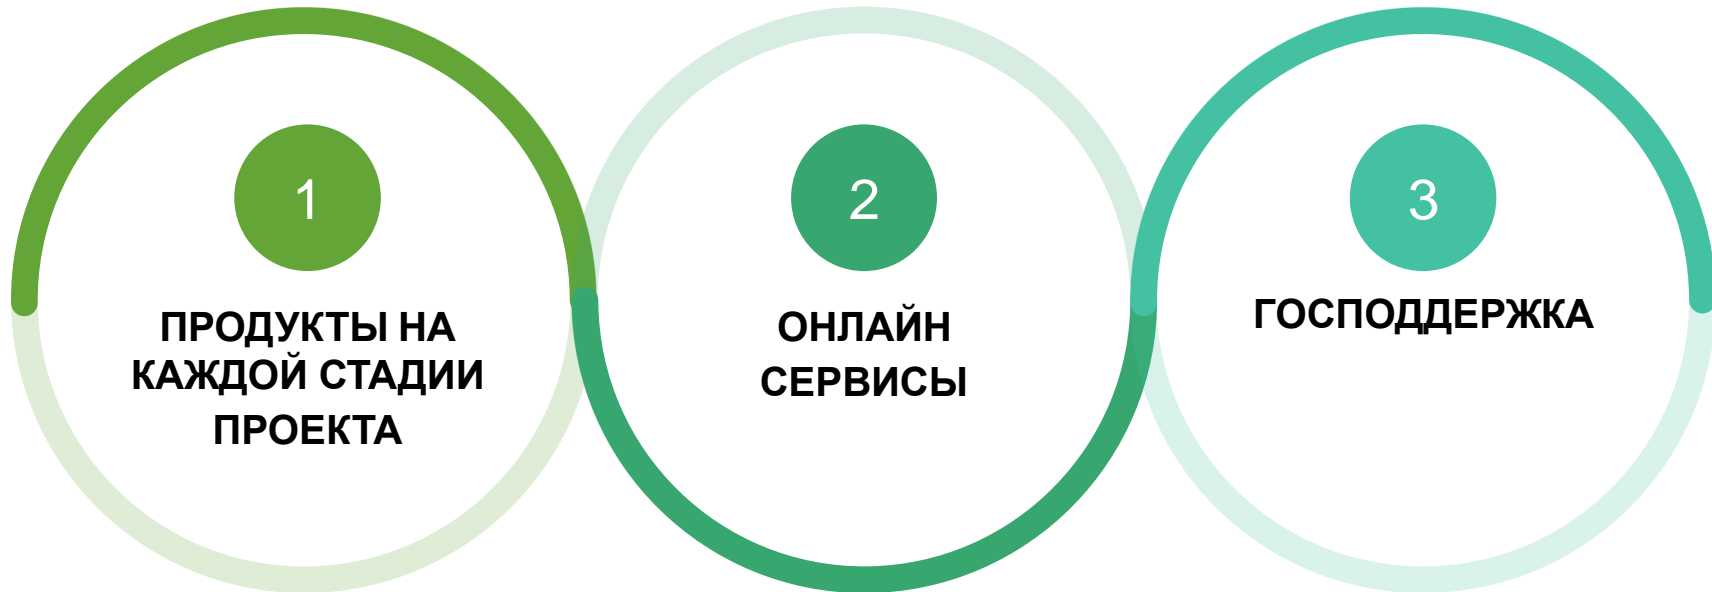 1
ПРОДУКТЫ НА
КАЖДОЙ СТАДИИ
ПРОЕКТА
2
ОНЛАЙН
СЕРВИСЫ
3
ГОСПОДДЕРЖКА